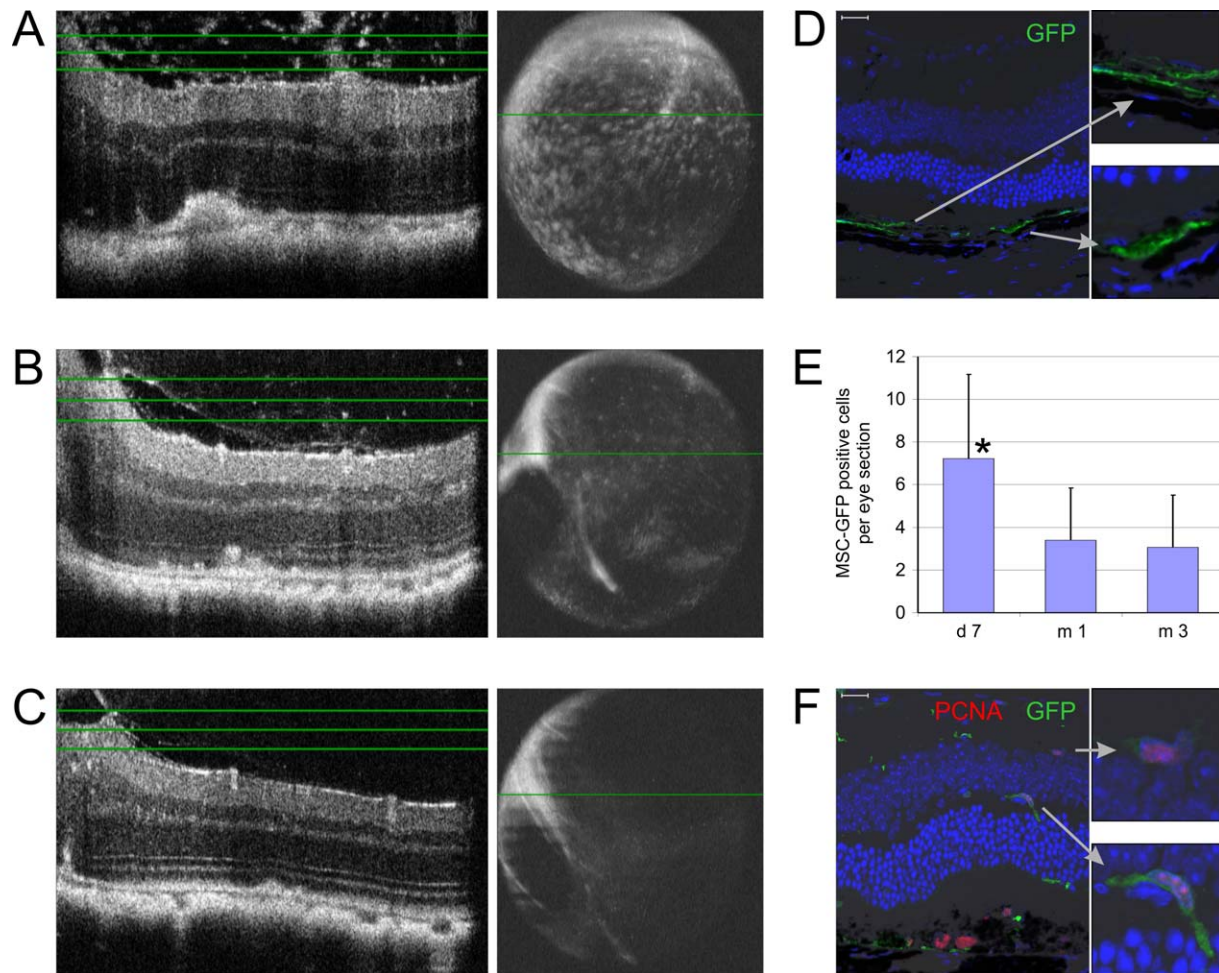 A
B
C
D
GFP
E
MSC-GFP positive cells
per eye section
12
10
8
6
4
2
0
*
d 7
m 1
m 3
F
PCNA GFP